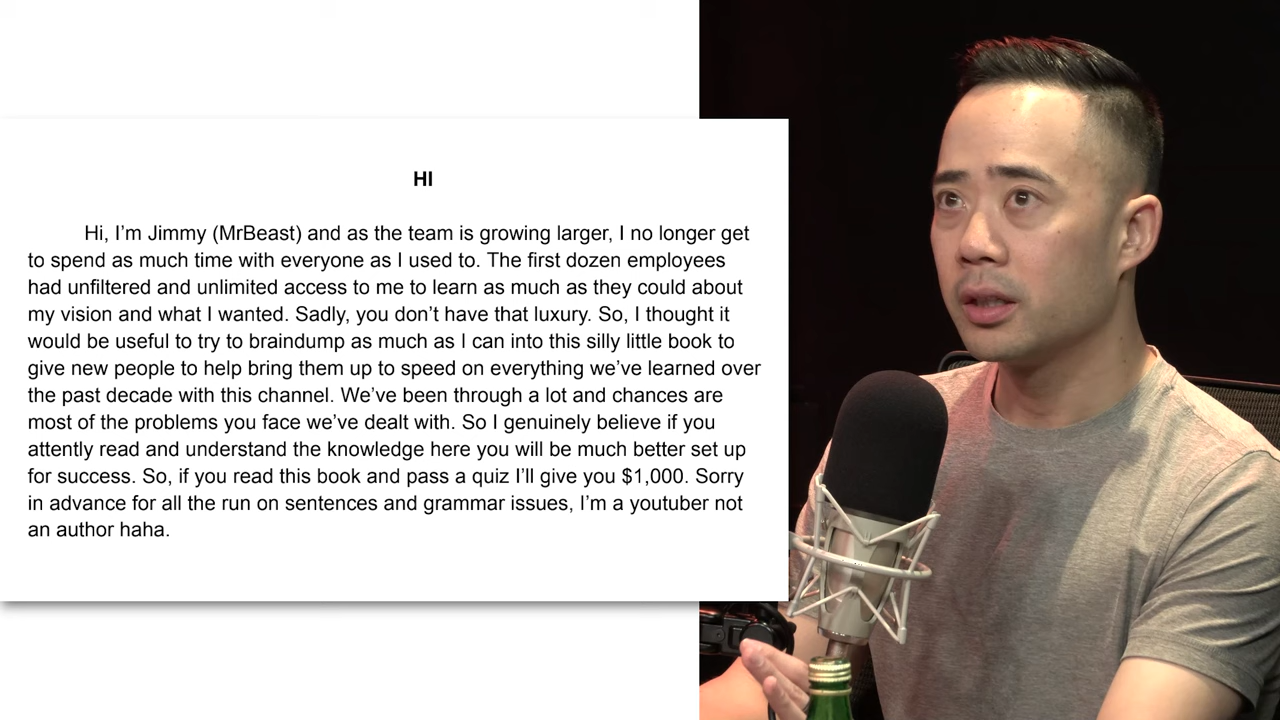 HI
Hi, I’m Jimmy (MrBeast) and as the team is growing larger, I no longer get
to spend as much time with everyone as I used to. The first dozen employees
had unfiltered and unlimited access to me to learn as much as they could about
my vision and what I wanted. Sadly, you don’t have that luxury. So, I thought it
would be useful to try to braindump as much as I can into this silly little book to
give new people to help bring them up to speed on everything we’ve learned over
the past decade with this channel. We’ve been through a lot and chances are
most of the problems you face we’ve dealt with. So I genuinely believe if you
attently read and understand the knowledge here you will be much better set up
for success. So, if you read this book and pass a quiz I’ll give you $1,000. Sorry
in advance for all the run on sentences and grammar issues, I’m a youtuber not
an author haha.